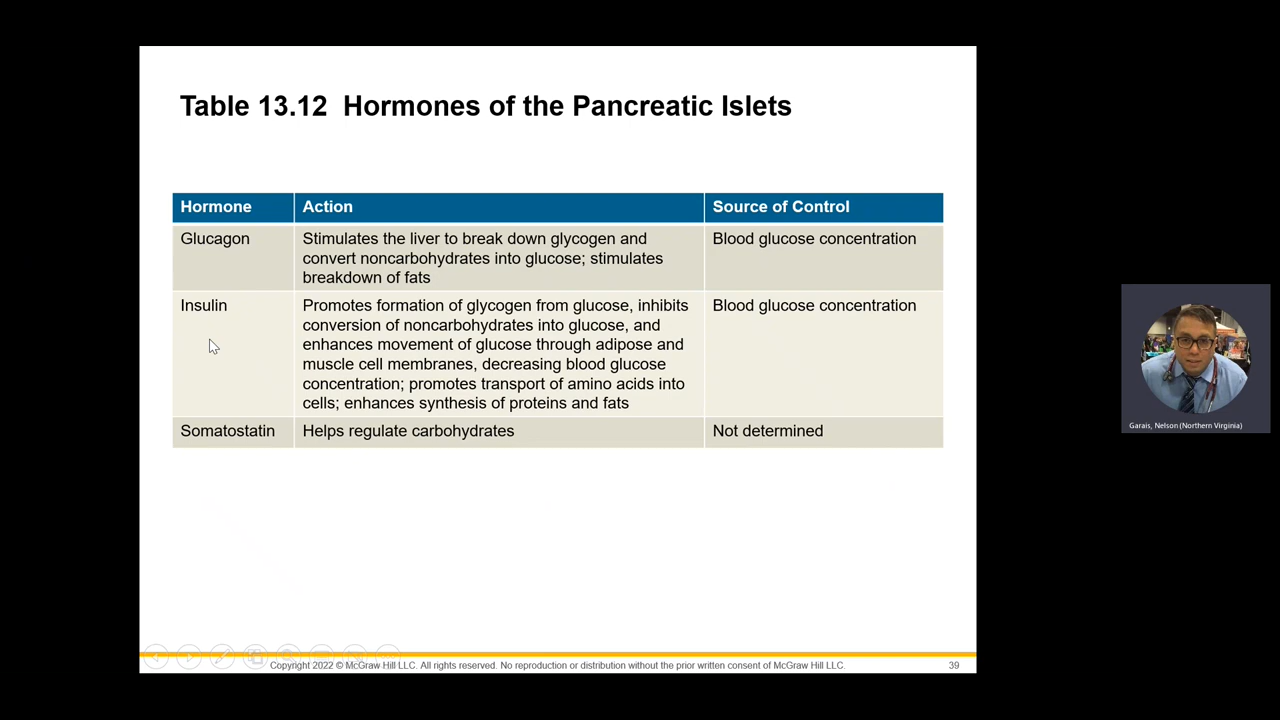 Table 13.12 Hormones of the Pancreatic Islets
Hormone
Action
Source of Control
Glucagon
Stimulates the liver to break down glycogen and
convert noncarbohydrates into glucose; stimulates
breakdown of fats
Blood glucose concentration
Insulin
Promotes formation of glycogen from glucose, inhibits
conversion of noncarbohydrates into glucose, and
enhances movement of glucose through adipose and
muscle cell membranes, decreasing blood glucose
concentration; promotes transport of amino acids into
cells; enhances synthesis of proteins and fats
Blood glucose concentration
Somatostatin
Helps regulate carbohydrates
Not determined
Copyright 2022 © McGraw Hill LLC. All rights reserved. No reproduction or distribution without the prior written consent of McGraw Hill LLC.
39
Garais, Nelson (Northern Virginia)